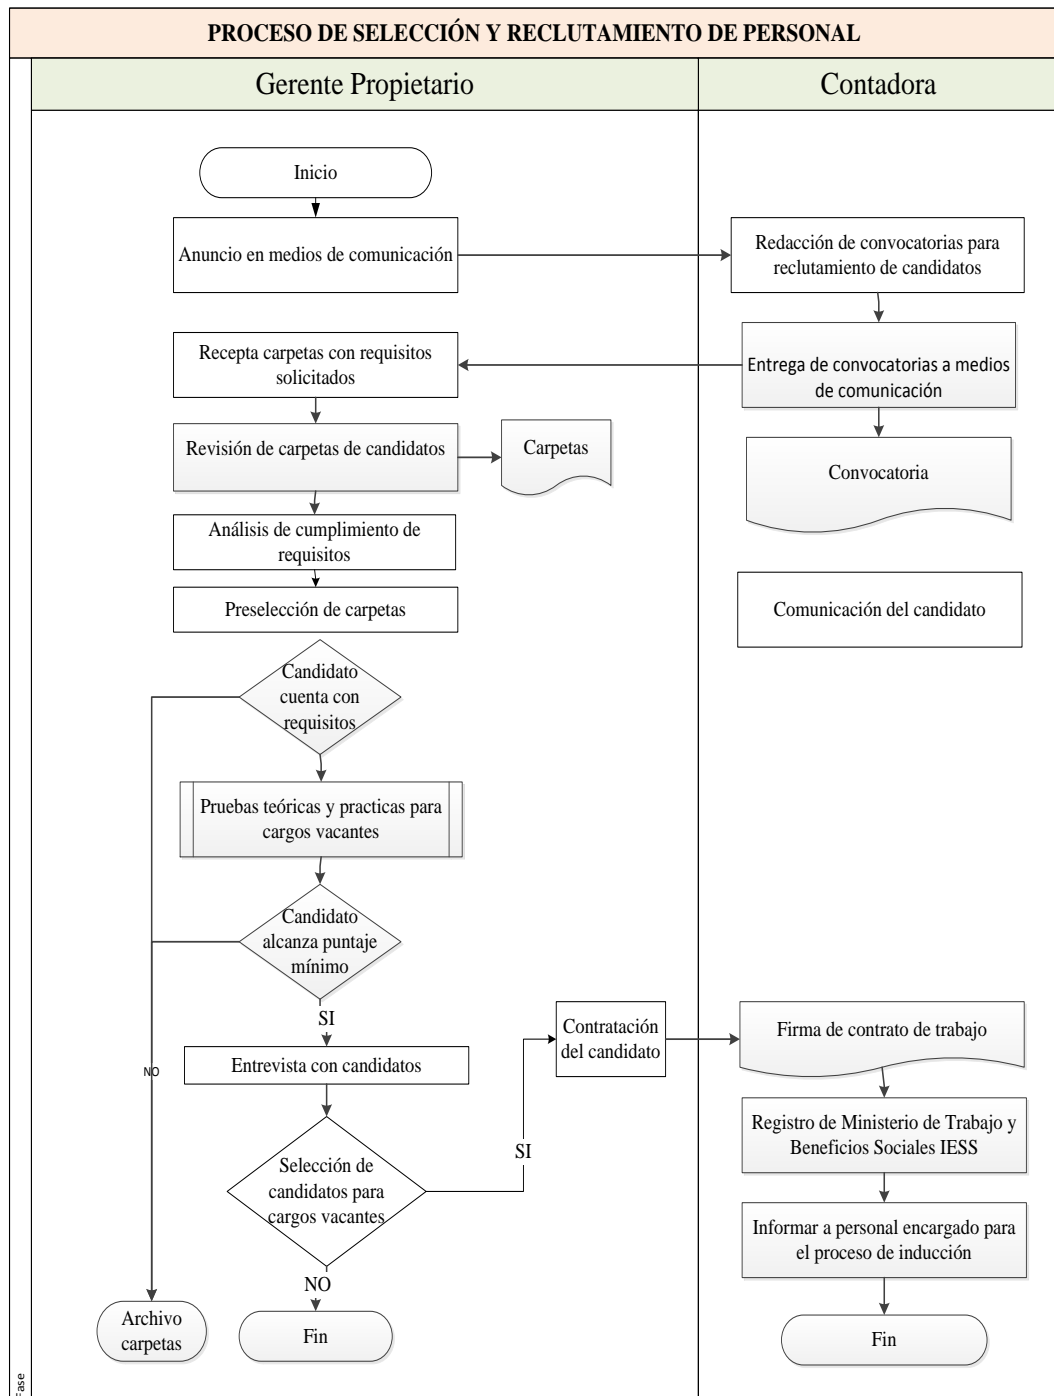 PROCESO DE SELECCIÓN Y RECLUTAMIENTO DE PERSONAL
Gerente Propietario
Contadora
Inicio
Anuncio en medios de comunicación
Redacción de convocatorias para
reclutamiento de candidatos
Recepta carpetas con requisitos
solicitados
Entrega de convocatorias a medios
de comunicación
Revisión de carpetas de candidatos
Carpetas
Convocatoria
Análisis de cumplimiento de
requisitos
Preselección de carpetas
Comunicación del candidato
Candidato
cuenta con
requisitos
Pruebas teóricas y practicas para
cargos vacantes
Candidato
alcanza puntaje
mínimo
SI
Contratación
del candidato
Firma de contrato de trabajo
Entrevista con candidatos
NO
Registro de Ministerio de Trabajo y
Beneficios Sociales IESS
SI
Selección de
candidatos para
cargos vacantes
Informar a personal encargado para
el proceso de inducción
NO
Archivo
carpetas
Fin
Fin
Fase